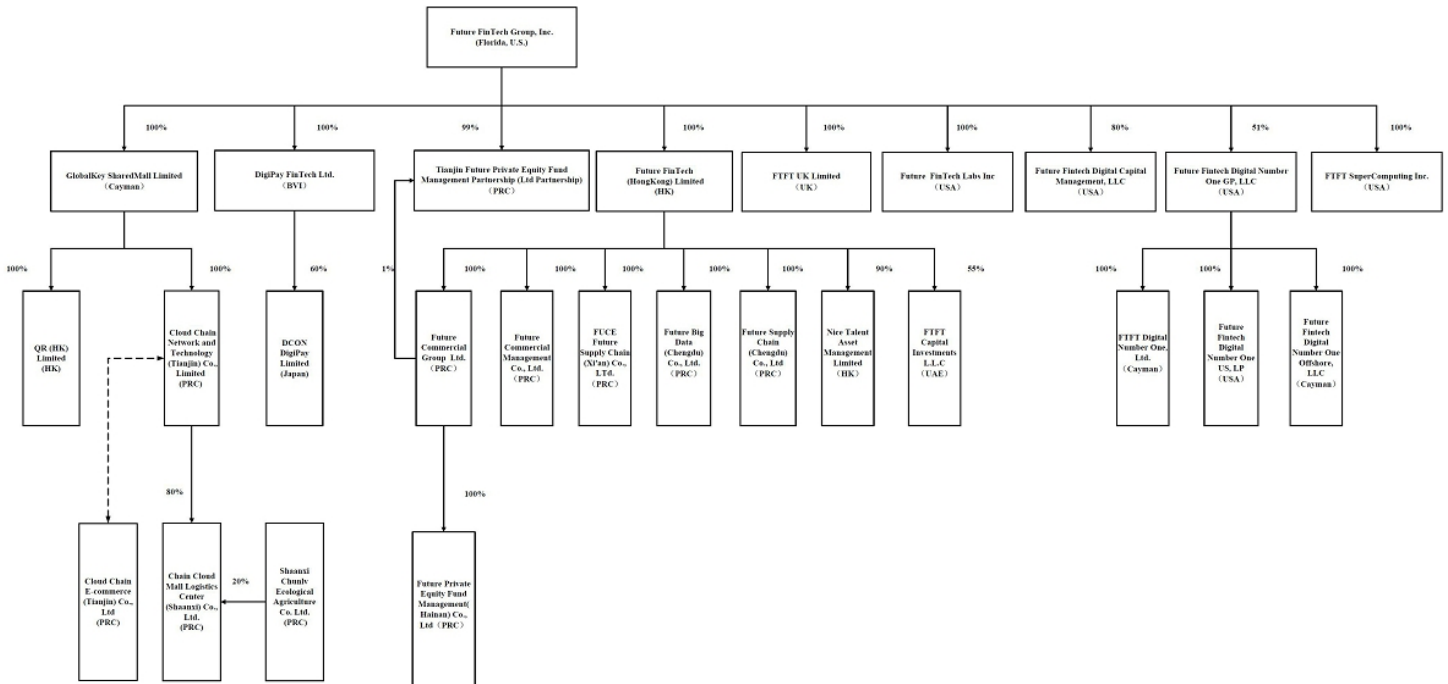 Future FinTech Group, Inc.
(Florida, U.S.)
100%
100%
99%
100%
100%
100%
80%
51%
100%
GlobalKey SharedMall Limited
（Cayman）
DigiPay FinTech Ltd.
（BVI）
Tianjin Future Private Equity Fund
Management Partnership (Ltd Partnership)
(PRC)
Future FinTech
(HongKong) Limited
(HK)
FTFT UK Limited
（UK）
Future FinTech Labs Inc
（USA）
Future Fintech Digital Capital
Management, LLC
（USA）
Future Fintech Digital Number
One GP, LLC
（USA）
FTFT SuperComputing Inc.
（USA）
100%
100%
60%
1%
100%
100%
100%
100%
100%
90%
55%
100%
100%
100%
QR (HK)
Limited
(HK)
Cloud Chain
Network and
Technology
(Tianjin) Co.,
Limited
(PRC)
DCON
DigiPay
Limited
(Japan)
Future
Commercial
Group Ltd.
（PRC）
Future
Commercial
Management
Co., Ltd.
（PRC）
FUCE
Future
Supply Chain
(Xi'an) Co.,
LTd.
（PRC）
Future Big
Data
(Chengdu)
Co., Ltd.
（PRC）
Future Supply
Chain
(Chengdu)
Co., Ltd
（PRC）
Nice Talent
Asset
Management
Limited
（HK）
FTFT
Capital
Investments
L.L.C
（UAE）
FTFT Digital
Number One,
Ltd.
（Cayman）
Future
Fintech
Digital
Number One
US, LP
（USA）
Future
Fintech
Digital
Number One
Offshore,
LLC
（Cayman）
80%
100%
20%
Cloud Chain
E-commerce
(Tianjin) Co.,
Ltd
(PRC)
Chain Cloud
Mall Logistics
Center
(Shaanxi) Co.,
Ltd.
(PRC)
Shaanxi
Chunlv
Ecological
Agriculture
Co. Ltd.
(PRC)
Future Private
Equity Fund
Management(
Hainan) Co.,
Ltd（PRC）